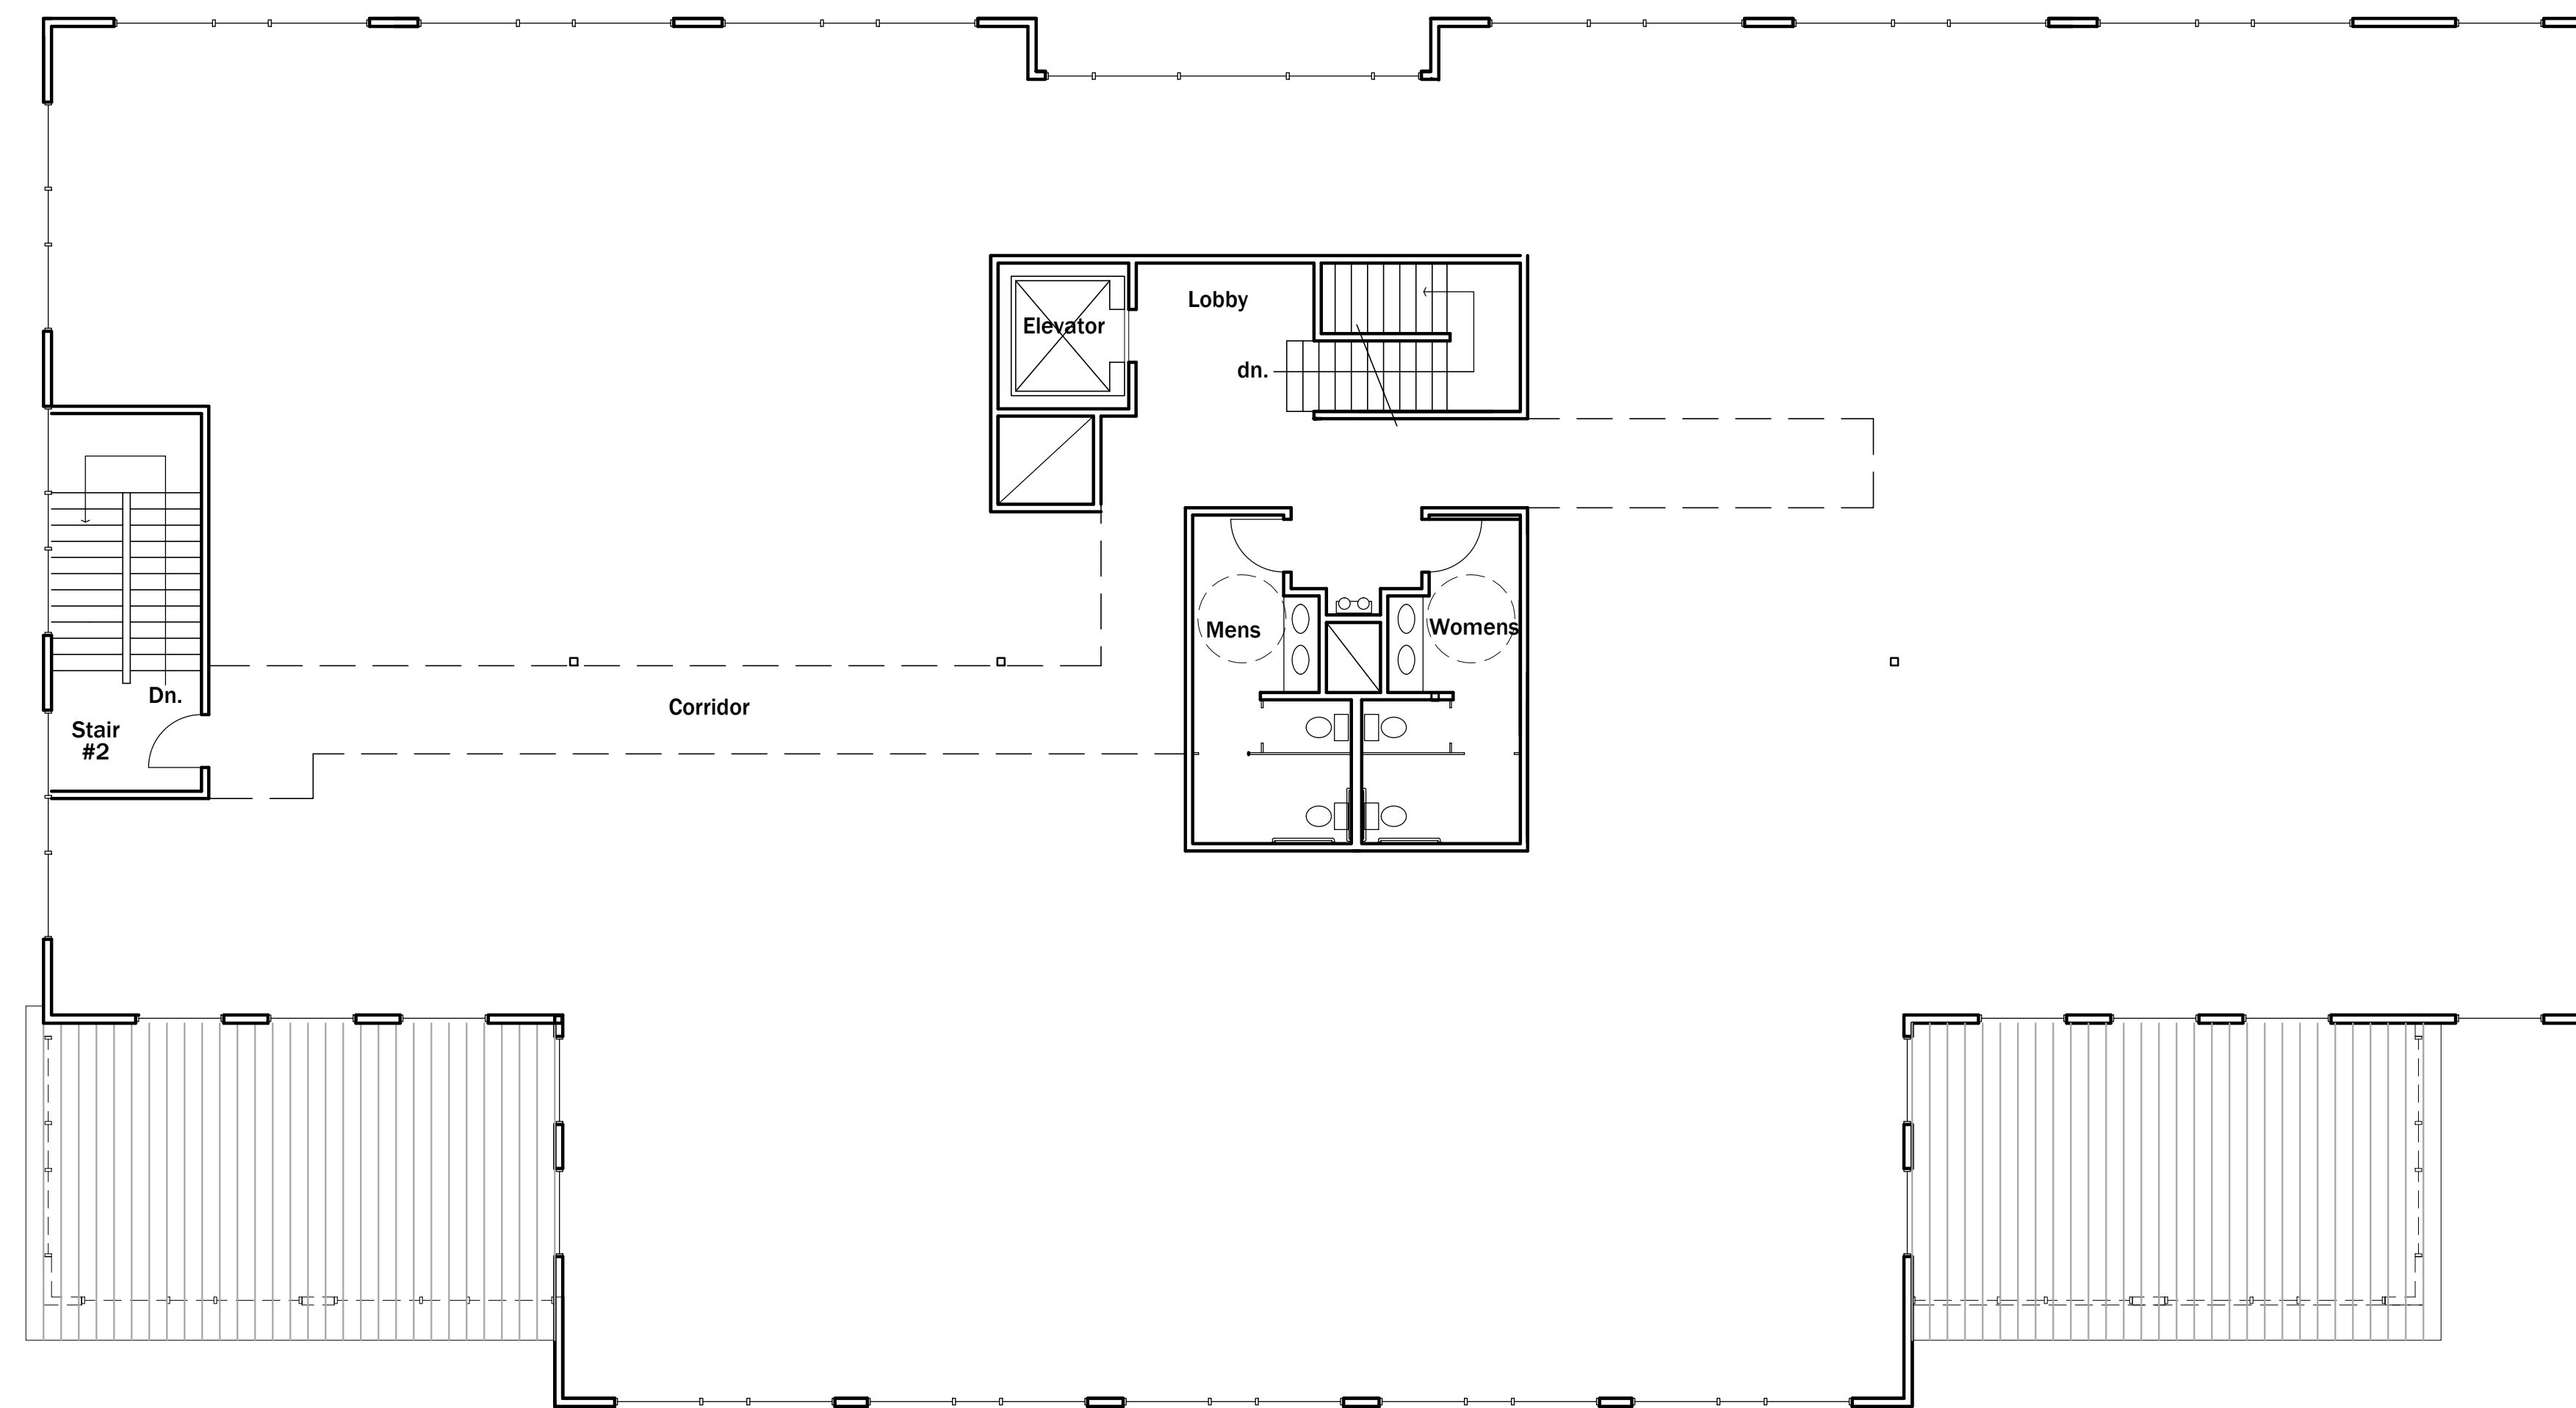 Lobby
Elevator
dn.
Mens
Womens
Dn.
Corridor
Stair
#2